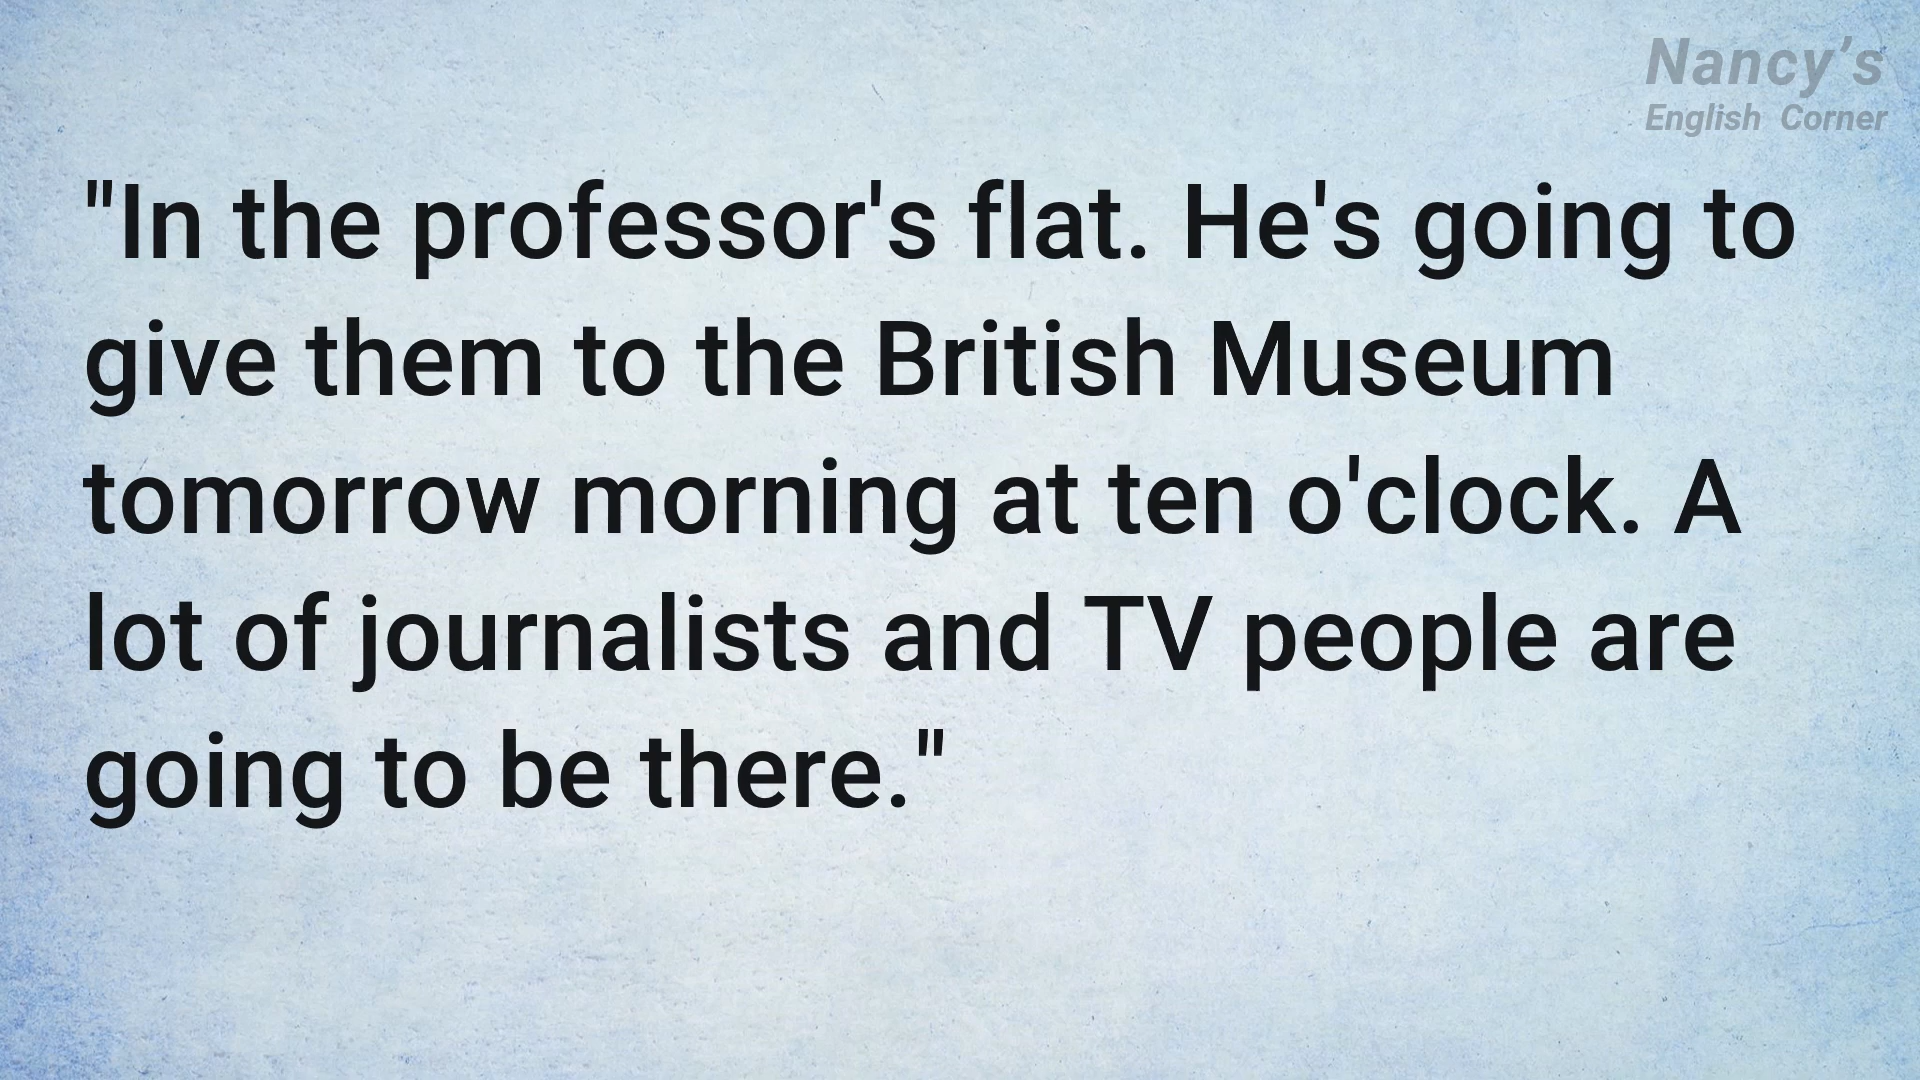 Nancy's
English Corner
"In the professor's flat. He's going to
give them to the British Museum
tomorrow morning at ten o'clock. A
lot of journalists and TV people are
going to be there."